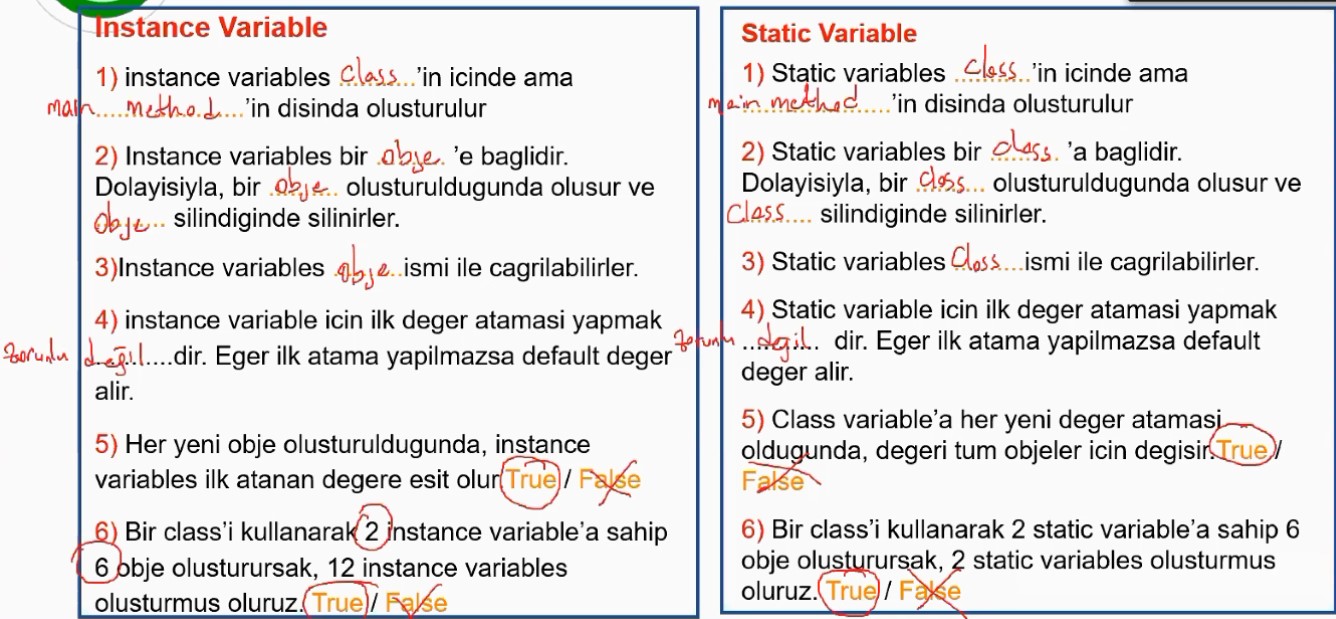 Instance Variable
1) instance variables class...'in icinde ama
main.....method....'in disinda olusturulur
2) Instance variables bir .obje. 'e baglidir.
Dolayisiyla, bir .obje.. olusturuldugunda olusur ve
obje... silindiginde silinirler.
3)Instance variables .obje..ismi ile cagrilabilirler.
4) instance variable icin ilk deger atamasi yapmak
zorunlu değil....dir. Eger ilk atama yapilmazsa default deger
alir.
5) Her yeni obje olusturuldugunda, instance
variables ilk atanan degere esit olur True / False
6) Bir class'i kullanarak 2 instance variable'a sahip
6 obje olusturursak, 12 instance variables
olusturmus oluruz. True / False
Static Variable
1) Static variables ..class..'in icinde ama
main method.....'in disinda olusturulur
2) Static variables bir class. 'a baglidir.
Dolayisiyla, bir class... olusturuldugunda olusur ve
Class.... silindiginde silinirler.
3) Static variables Class...ismi ile cagrilabilirler.
4) Static variable icin ilk deger atamasi yapmak
zorunlu ....degil.. dir. Eger ilk atama yapilmazsa default
deger alir.
5) Class variable'a her yeni deger atamasi
oldugunda, degeri tum objeler icin degisir.True /
False
6) Bir class'i kullanarak 2 static variable'a sahip 6
obje olusturursak, 2 static variables olusturmus
oluruz. True / False